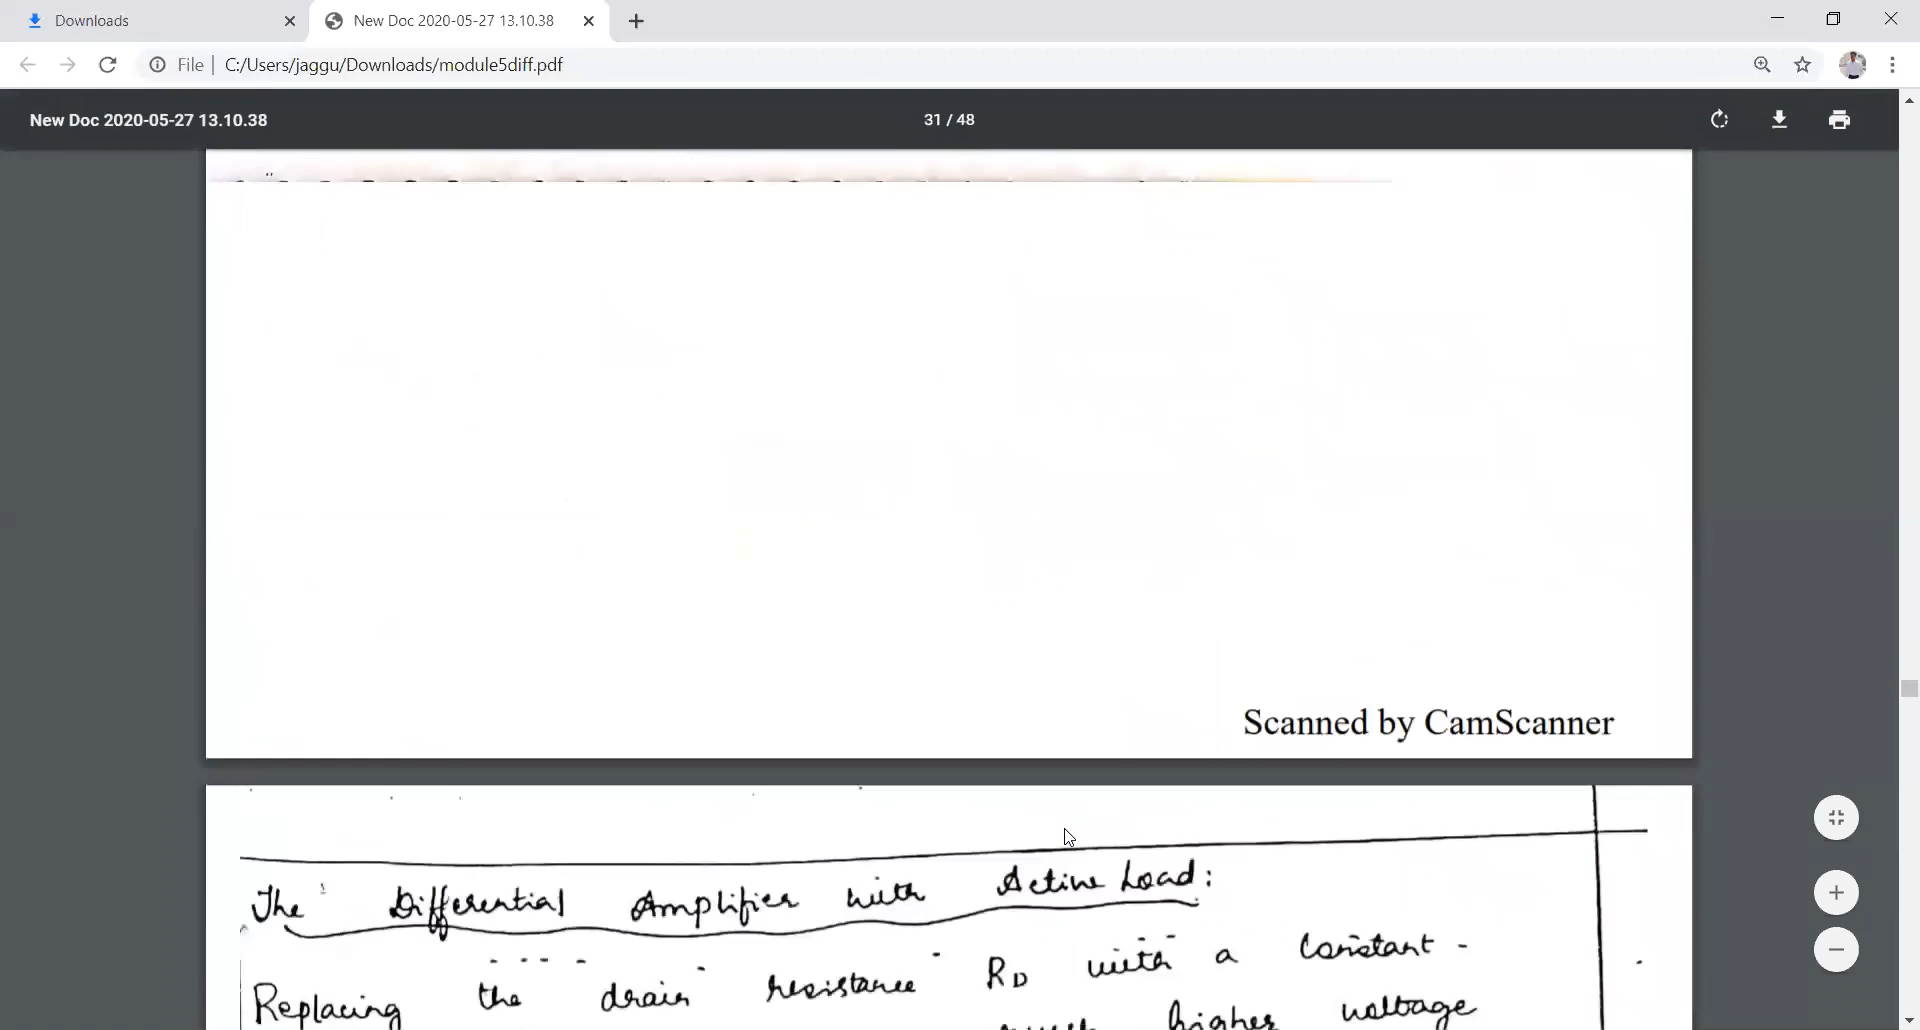 Downloads
New Doc 2020-05-27 13.10.38
File | C:/Users/jaggu/Downloads/module5diff.pdf
New Doc 2020-05-27 13.10.38
31 / 48
Scanned by CamScanner
The Differential Amplifier with Active Load:
Replacing the drain resistance RD with a constant -
much higher voltage